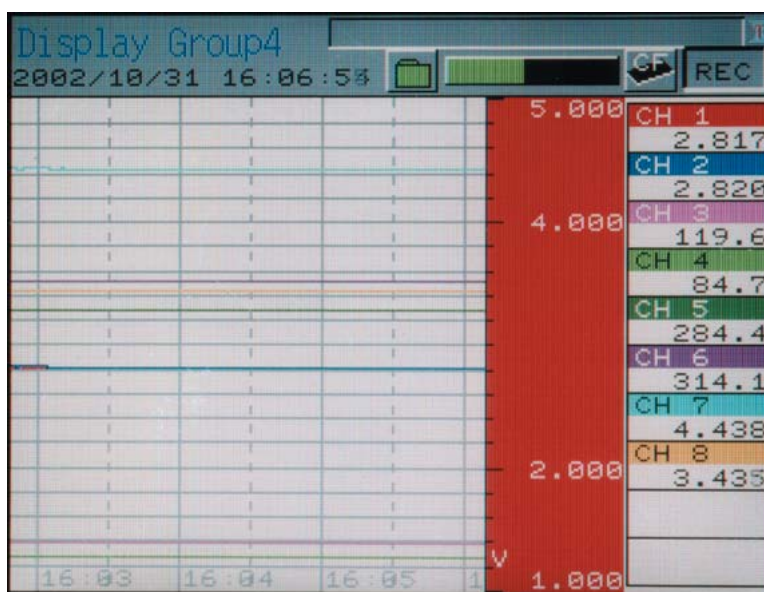 Display Group4
2002/10/31 16:06:5
CF
REC
5.000
4.000
2.000
V
1.000
16:03
16:04
16:05
1
CH 1
2.817
CH 2
2.820
CH 3
119.6
CH 4
84.7
CH 5
284.4
CH 6
314.1
CH 7
4.438
CH 8
3.435